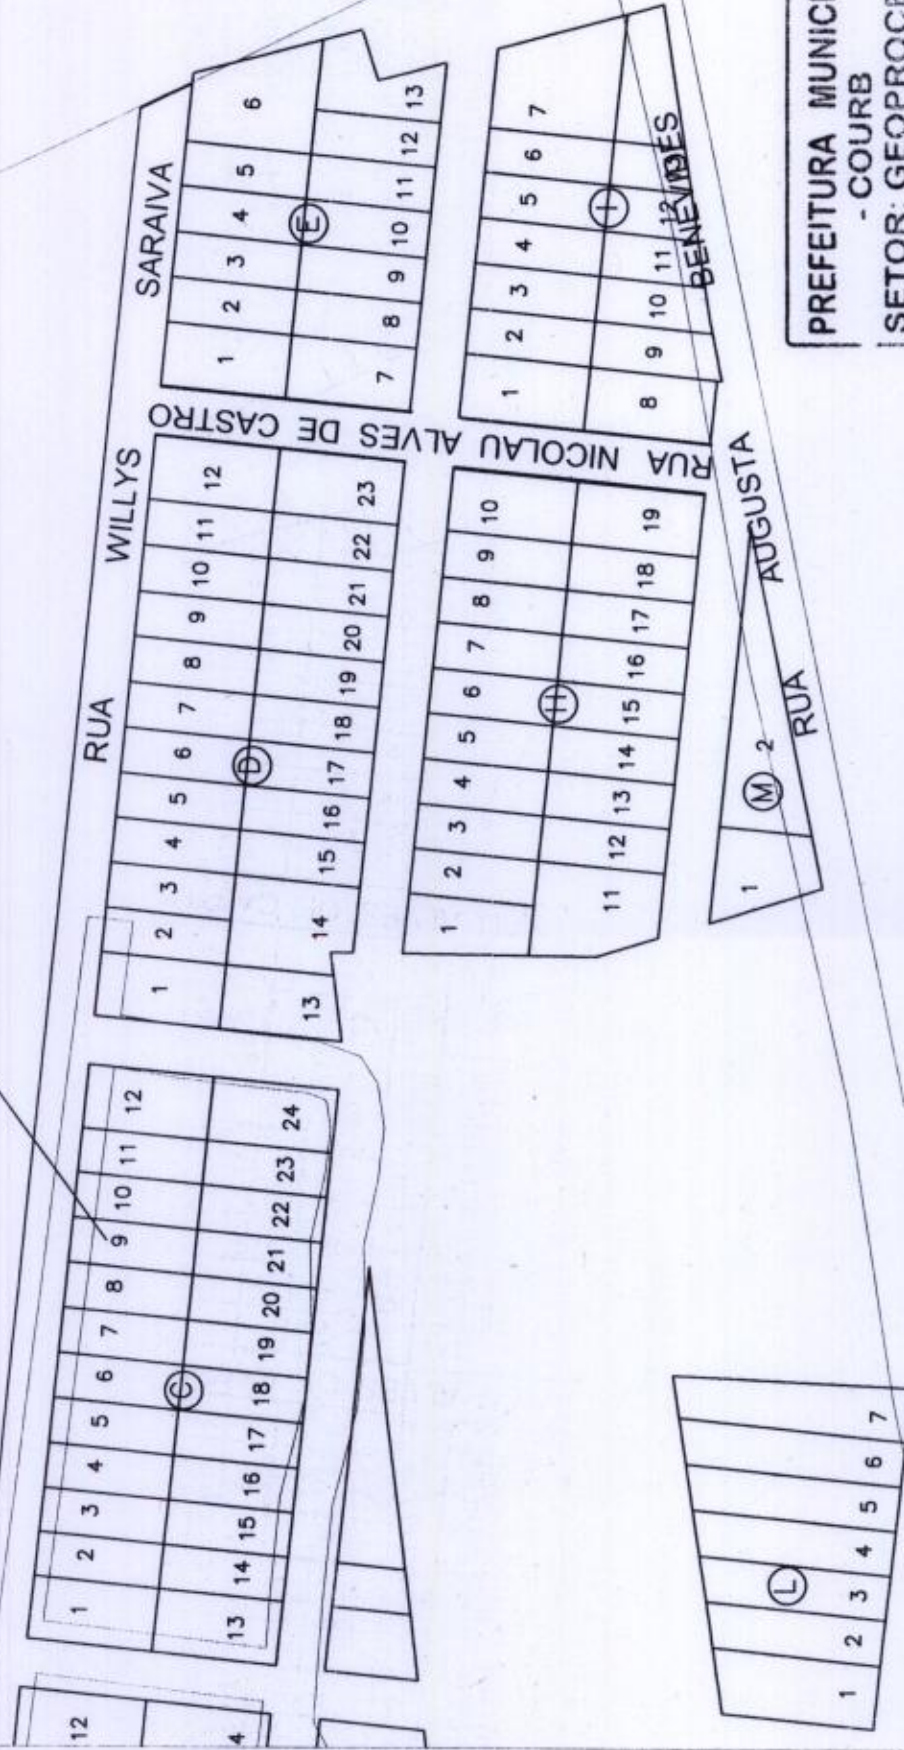 RUA WILLYS SARAIVA
RUA NICOLAU ALVES DE CASTRO
RUA AUGUSTA BENEVIDES
PREFEITURA MUNICI
- COURB
SETOR: GEOPROCE
12
4
C
1 2 3 4 5 6 7 8 9 10 11 12
13 14 15 16 17 18 19 20 21 22 23 24
D
1 2 3 4 5 6 7 8 9 10 11 12
13 14 15 16 17 18 19 20 21 22 23
E
1 2 3 4 5 6
7 8 9 10 11 12 13
H
1 2 3 4 5 6 7 8 9 10
11 12 13 14 15 16 17 18 19
I
1 2 3 4 5 6 7
8 9 10 11 12 13
L
1 2 3 4 5 6 7
M
1 2